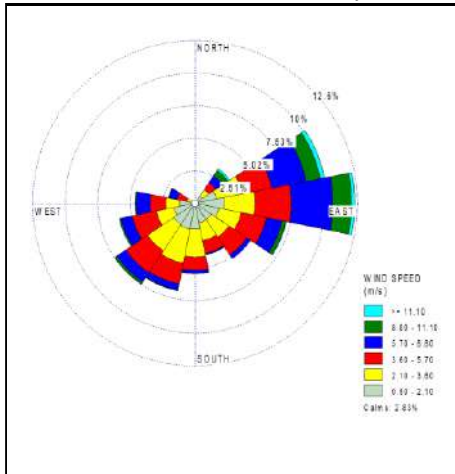 NORTH
12.6%
10%
7.53%
5.02%
2.51%
WEST
EAST
SOUTH
WIND SPEED
(m/s)
>= 11.10
8.80 - 11.10
5.70 - 8.80
3.60 - 5.70
2.10 - 3.60
0.50 - 2.10
Calms: 2.83%